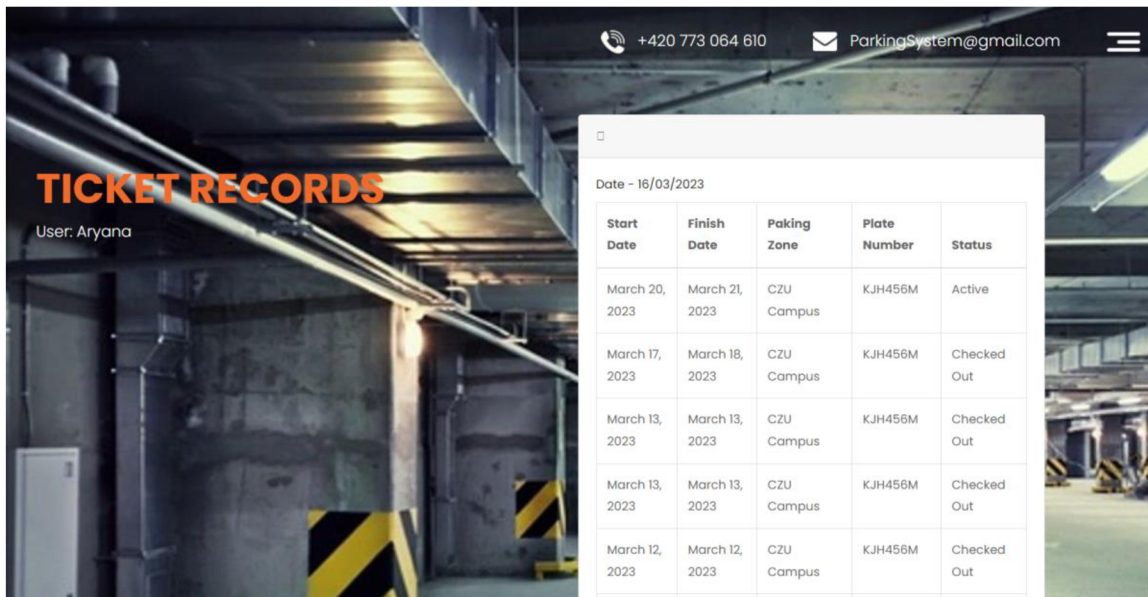 +420 773 064 610 ParkingSystem@gmail.com
TICKET RECORDS
User: Aryana
Date - 16/03/2023
Start Date Finish Date Paking Zone Plate Number Status
March 20, 2023 March 21, 2023 CZU Campus KJH456M Active
March 17, 2023 March 18, 2023 CZU Campus KJH456M Checked Out
March 13, 2023 March 13, 2023 CZU Campus KJH456M Checked Out
March 13, 2023 March 13, 2023 CZU Campus KJH456M Checked Out
March 12, 2023 March 12, 2023 CZU Campus KJH456M Checked Out